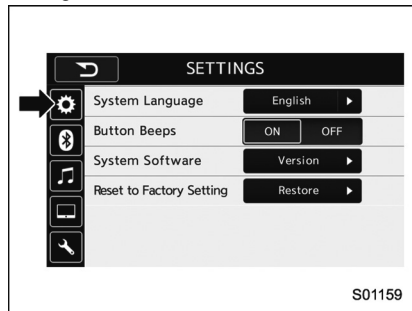 SETTINGS
System Language English
Button Beeps ON OFF
System Software Version
Reset to Factory Setting Restore
S01159